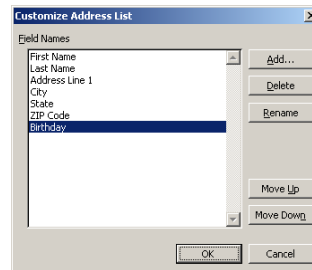 Customize Address List
Field Names
First Name
Last Name
Address Line 1
City
State
ZIP Code
Birthday
Add...
Delete
Rename
Move Up
Move Down
OK
Cancel